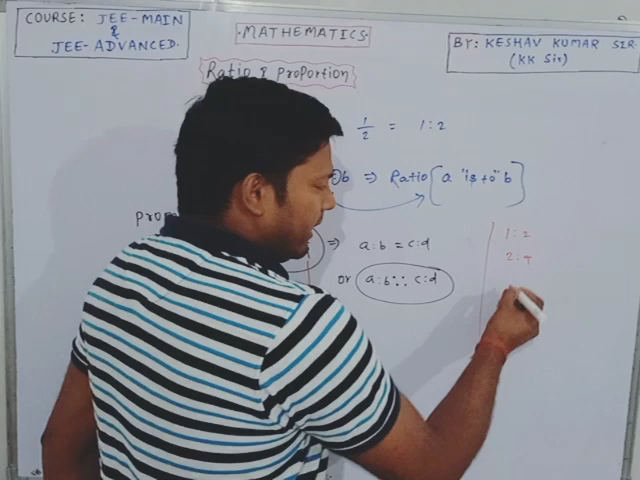 COURSE: JEE-MAIN
&
JEE-ADVANCED.
MATHEMATICS
BY: KESHAV KUMAR SIR.
(KK Sir)
Ratio & Proportion
1/2 = 1:2
b ⇒ Ratio [a "is to" b]
⇒ a:b = c:d
or a:b∷c:d
1:2
2:4